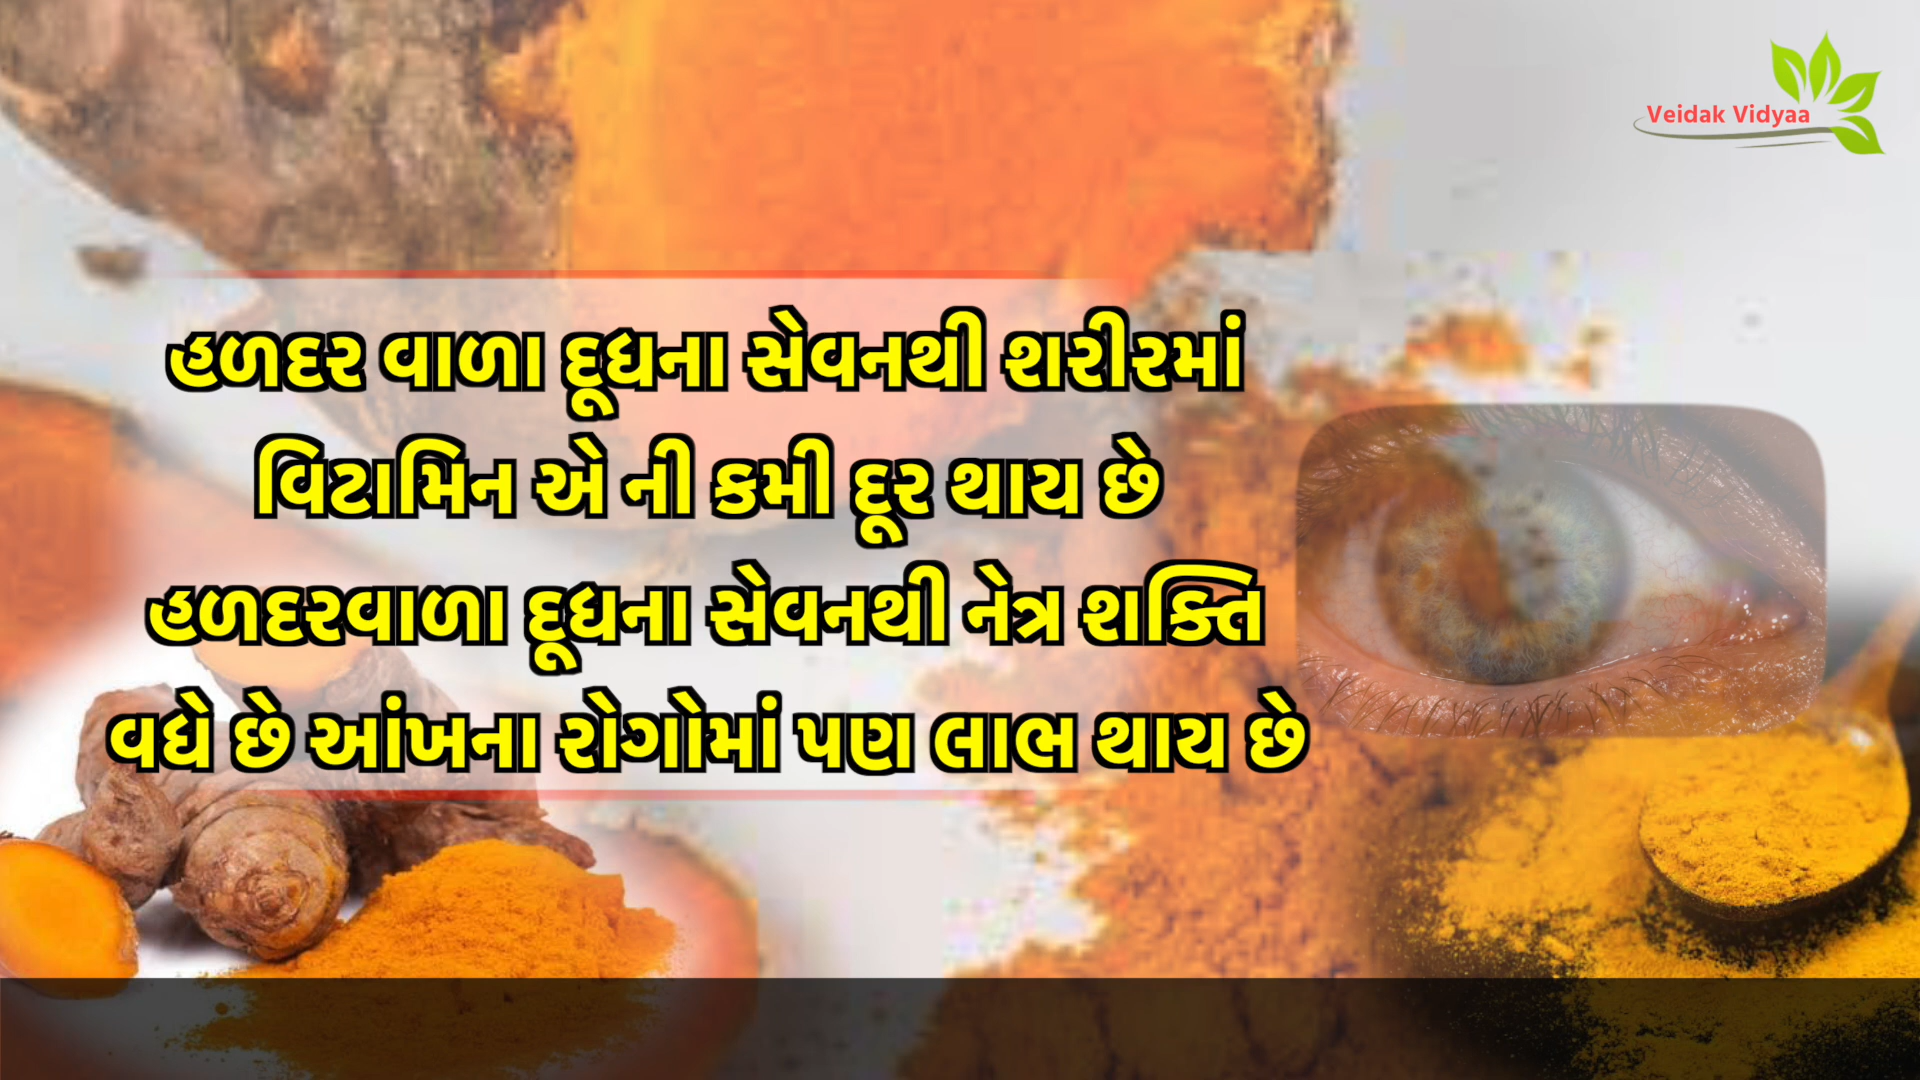 Veidak Vidyaa
હળદર વાળા દૂધના સેવનથી શરીરમાં
વિટામિન એ ની કમી દૂર થાય છે
હળદરવાળા દૂધના સેવનથી નેત્ર શક્તિ
વધે છે આંખના રોગોમાં પણ લાભ થાય છે